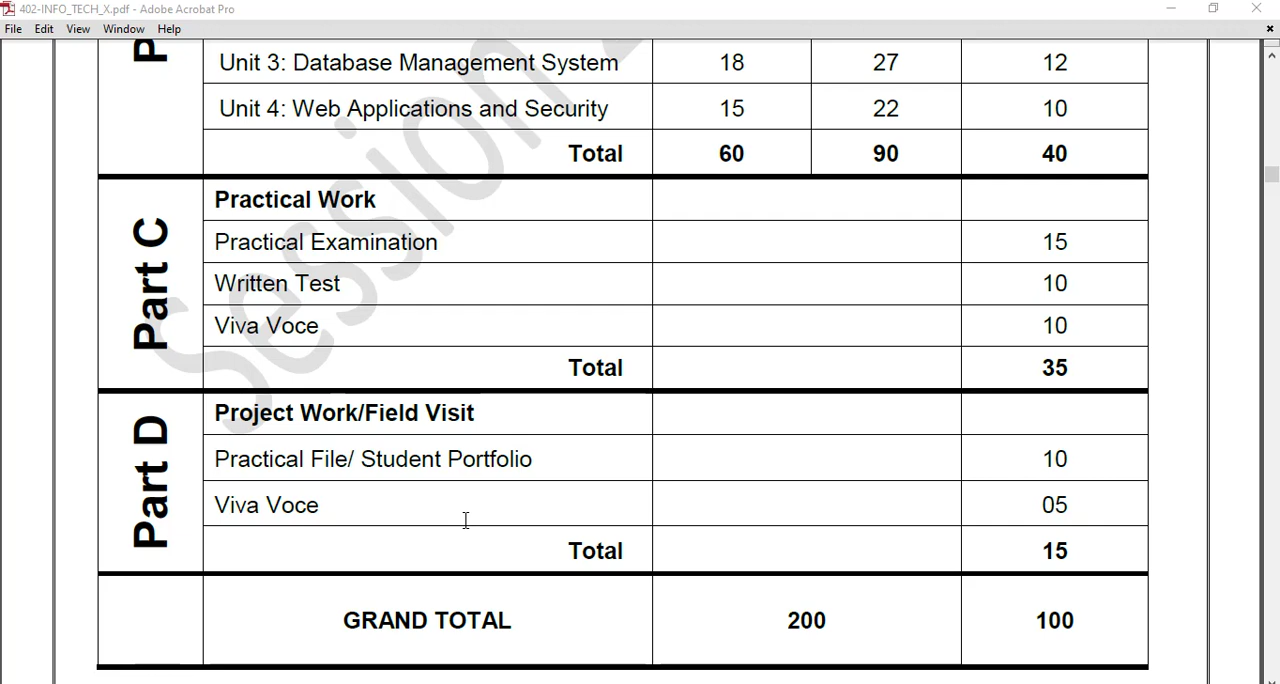 402-INFO_TECH_X.pdf - Adobe Acrobat Pro
File Edit View Window Help
Unit 3: Database Management System 18 27 12
Unit 4: Web Applications and Security 15 22 10
Total 60 90 40
Part C
Practical Work
Practical Examination 15
Written Test 10
Viva Voce 10
Total 35
Part D
Project Work/Field Visit
Practical File/ Student Portfolio 10
Viva Voce 05
Total 15
GRAND TOTAL 200 100
Session